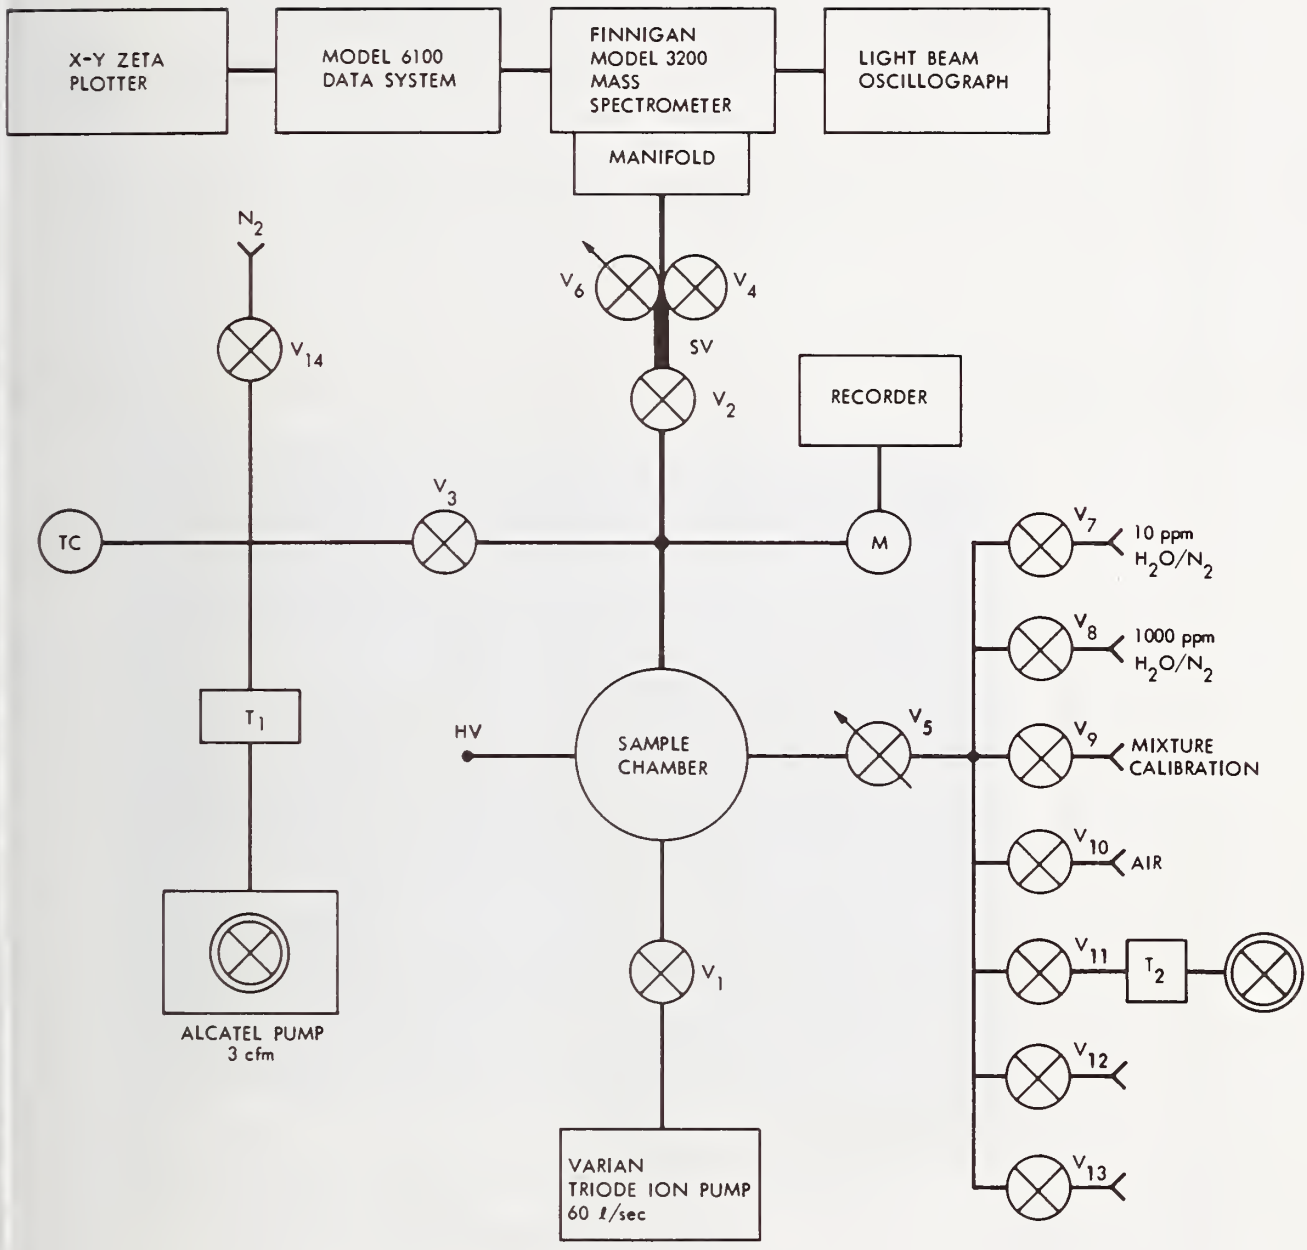 X-Y ZETA
PLOTTER
MODEL 6100
DATA SYSTEM
FINNIGAN
MODEL 3200
MASS
SPECTROMETER
LIGHT BEAM
OSCILLOGRAPH
MANIFOLD
N2
V6
V4
V14
SV
V2
RECORDER
V3
TC
M
V7
10 ppm
H2O/N2
V8
1000 ppm
H2O/N2
T1
HV
SAMPLE
CHAMBER
V5
V9
MIXTURE
CALIBRATION
V10
AIR
V11
T2
V1
ALCATEL PUMP
3 cfm
V12
VARIAN
TRIODE ION PUMP
60 ℓ/sec
V13